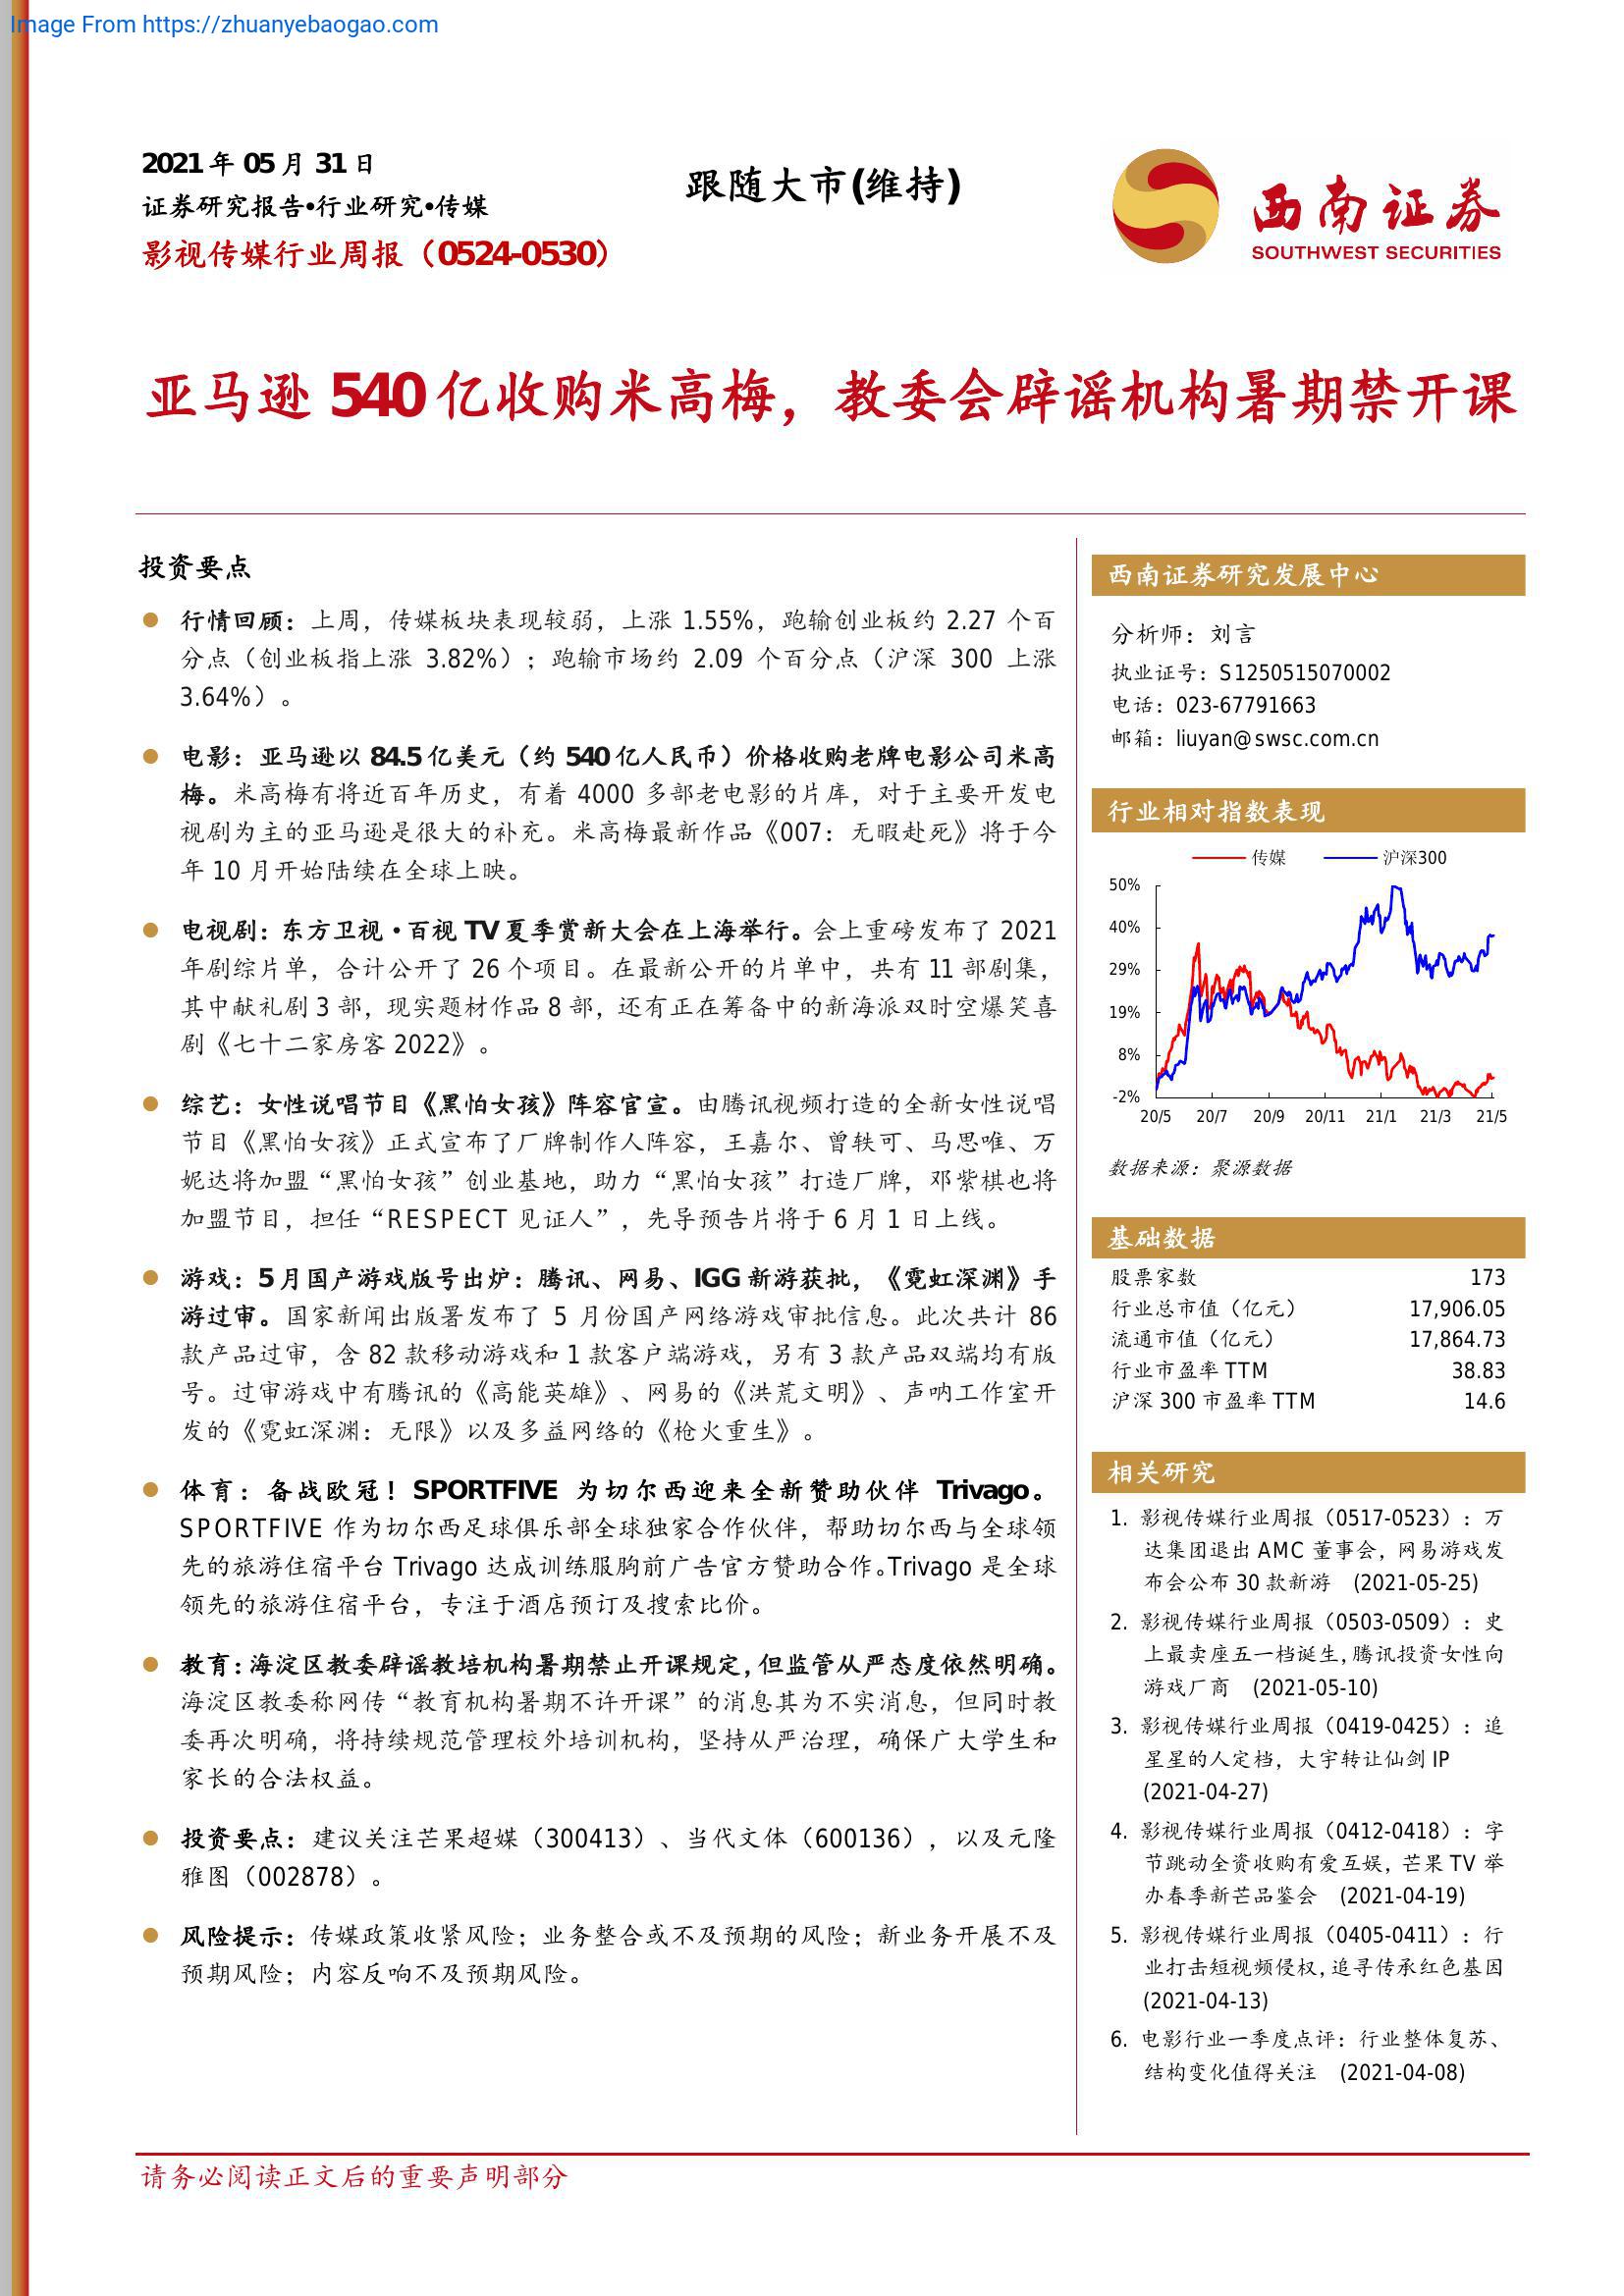 Image From https://zhuanyebaogao.com
2021 年 05 月 31 日
证券研究报告•行业研究•传媒
影视传媒行业周报（0524-0530）
跟随大市(维持)
西南证券
SOUTHWEST SECURITIES
亚马逊 540 亿收购米高梅，教委会辟谣机构暑期禁开课
投资要点
行情回顾：上周，传媒板块表现较弱，上涨 1.55%，跑输创业板约 2.27 个百
分点（创业板指上涨 3.82%）；跑输市场约 2.09 个百分点（沪深 300 上涨
3.64%）。
电影：亚马逊以 84.5 亿美元（约 540 亿人民币）价格收购老牌电影公司米高
梅。米高梅有将近百年历史，有着 4000 多部老电影的片库，对于主要开发电
视剧为主的亚马逊是很大的补充。米高梅最新作品《007：无暇赴死》将于今
年 10 月开始陆续在全球上映。
电视剧：东方卫视·百视 TV 夏季赏新大会在上海举行。会上重磅发布了 2021
年剧综片单，合计公开了 26 个项目。在最新公开的片单中，共有 11 部剧集，
其中献礼剧 3 部，现实题材作品 8 部，还有正在筹备中的新海派双时空爆笑喜
剧《七十二家房客 2022》。
综艺：女性说唱节目《黑怕女孩》阵容官宣。由腾讯视频打造的全新女性说唱
节目《黑怕女孩》正式宣布了厂牌制作人阵容，王嘉尔、曾轶可、马思唯、万
妮达将加盟“黑怕女孩”创业基地，助力“黑怕女孩”打造厂牌，邓紫棋也将
加盟节目，担任“RESPECT 见证人”，先导预告片将于 6 月 1 日上线。
游戏：5 月国产游戏版号出炉：腾讯、网易、IGG 新游获批，《霓虹深渊》手
游过审。国家新闻出版署发布了 5 月份国产网络游戏审批信息。此次共计 86
款产品过审，含 82 款移动游戏和 1 款客户端游戏，另有 3 款产品双端均有版
号。过审游戏中有腾讯的《高能英雄》、网易的《洪荒文明》、声呐工作室开
发的《霓虹深渊：无限》以及多益网络的《枪火重生》。
体育：备战欧冠！SPORTFIVE 为切尔西迎来全新赞助伙伴 Trivago。
SPORTFIVE 作为切尔西足球俱乐部全球独家合作伙伴，帮助切尔西与全球领
先的旅游住宿平台 Trivago 达成训练服胸前广告官方赞助合作。Trivago 是全球
领先的旅游住宿平台，专注于酒店预订及搜索比价。
教育：海淀区教委辟谣教培机构暑期禁止开课规定，但监管从严态度依然明确。
海淀区教委称网传“教育机构暑期不许开课”的消息其为不实消息，但同时教
委再次明确，将持续规范管理校外培训机构，坚持从严治理，确保广大学生和
家长的合法权益。
投资要点：建议关注芒果超媒（300413）、当代文体（600136），以及元隆
雅图（002878）。
风险提示：传媒政策收紧风险；业务整合或不及预期的风险；新业务开展不及
预期风险；内容反响不及预期风险。
西南证券研究发展中心
分析师：刘言
执业证号：S1250515070002
电话：023-67791663
邮箱：liuyan@swsc.com.cn
行业相对指数表现
传媒 沪深300
50%
40%
29%
19%
8%
-2%
20/5 20/7 20/9 20/11 21/1 21/3 21/5
数据来源：聚源数据
基础数据
股票家数 173
行业总市值（亿元） 17,906.05
流通市值（亿元） 17,864.73
行业市盈率 TTM 38.83
沪深 300 市盈率 TTM 14.6
相关研究
1. 影视传媒行业周报（0517-0523）：万
达集团退出 AMC 董事会，网易游戏发
布会公布 30 款新游 (2021-05-25)
2. 影视传媒行业周报（0503-0509）：史
上最卖座五一档诞生，腾讯投资女性向
游戏厂商 (2021-05-10)
3. 影视传媒行业周报（0419-0425）：追
星星的人定档，大宇转让仙剑 IP
(2021-04-27)
4. 影视传媒行业周报（0412-0418）：字
节跳动全资收购有爱互娱，芒果 TV 举
办春季新芒品鉴会 (2021-04-19)
5. 影视传媒行业周报（0405-0411）：行
业打击短视频侵权，追寻传承红色基因
(2021-04-13)
6. 电影行业一季度点评：行业整体复苏、
结构变化值得关注 (2021-04-08)
请务必阅读正文后的重要声明部分